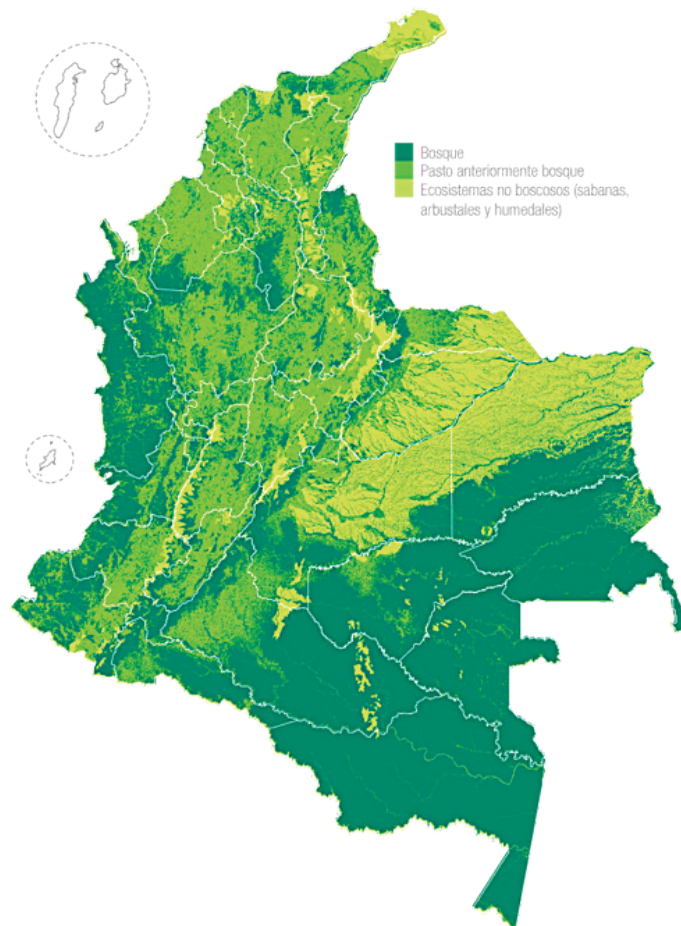 Bosque
Pasto anteriormente bosque
Ecosistemas no boscosos (sabanas,
arbustales y humedales)